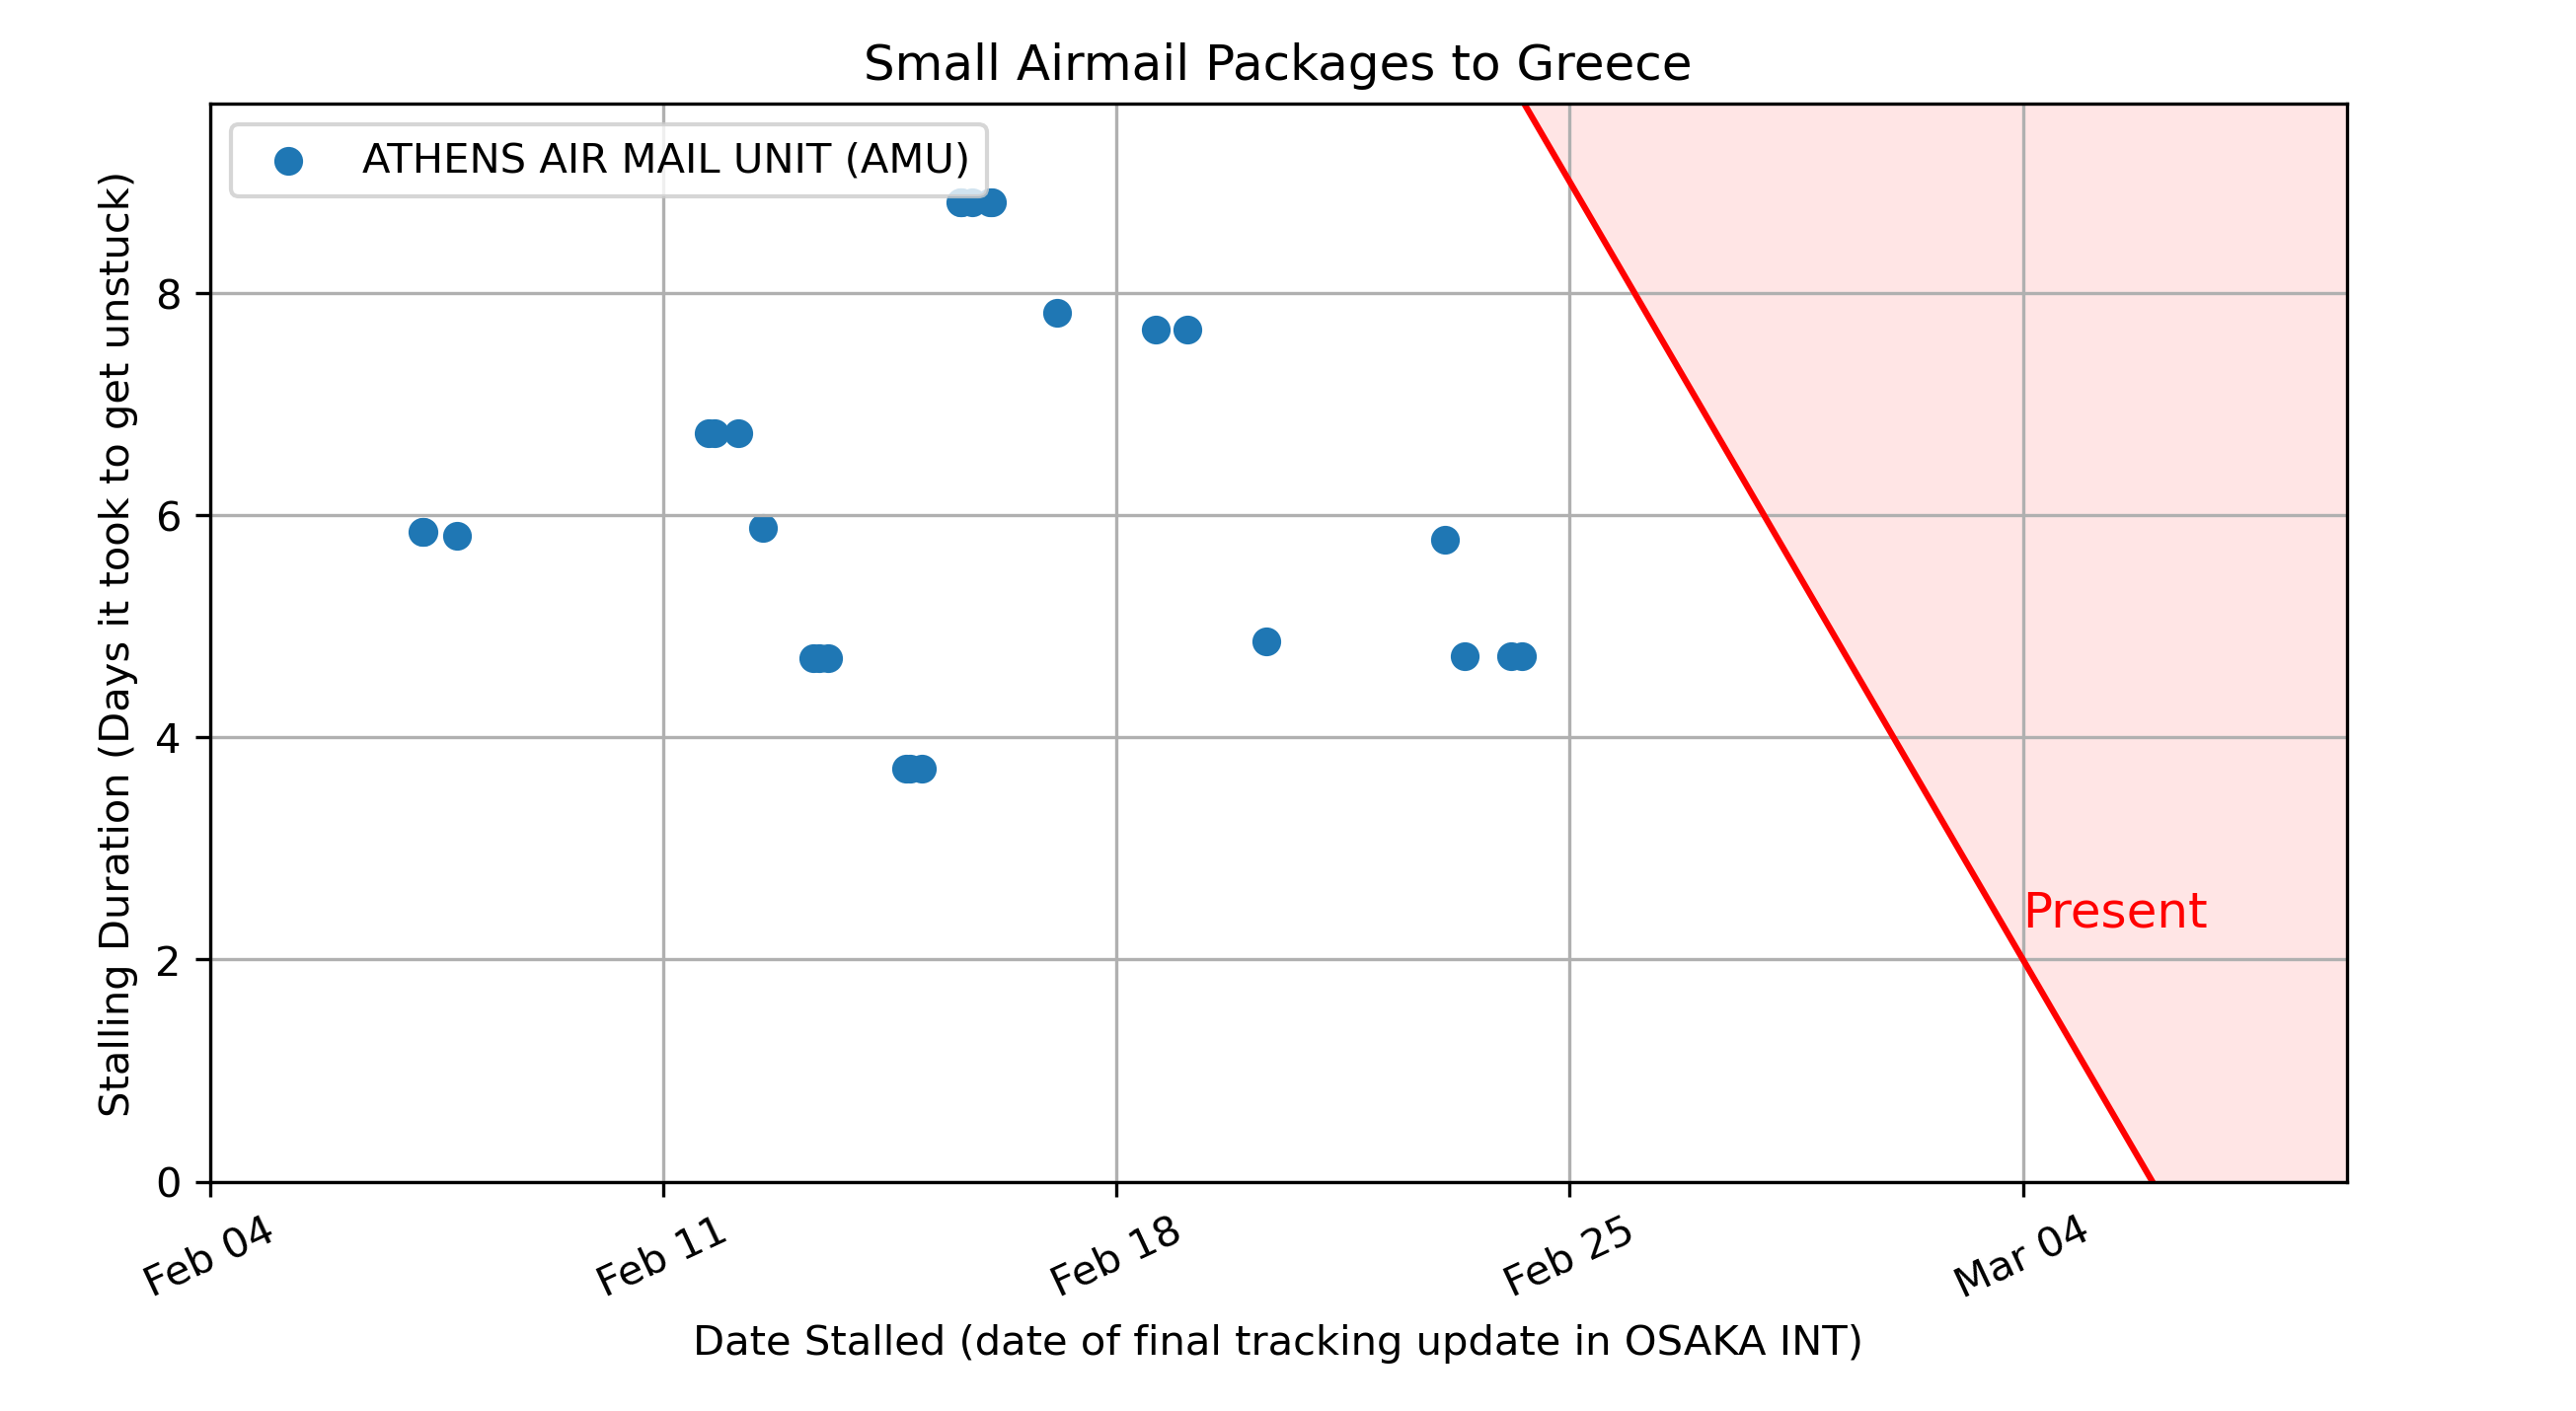 Small Airmail Packages to Greece
ATHENS AIR MAIL UNIT (AMU)
Stalling Duration (Days it took to get unstuck)
8
6
4
2
0
Present
Feb 04
Feb 11
Feb 18
Feb 25
Mar 04
Date Stalled (date of final tracking update in OSAKA INT)